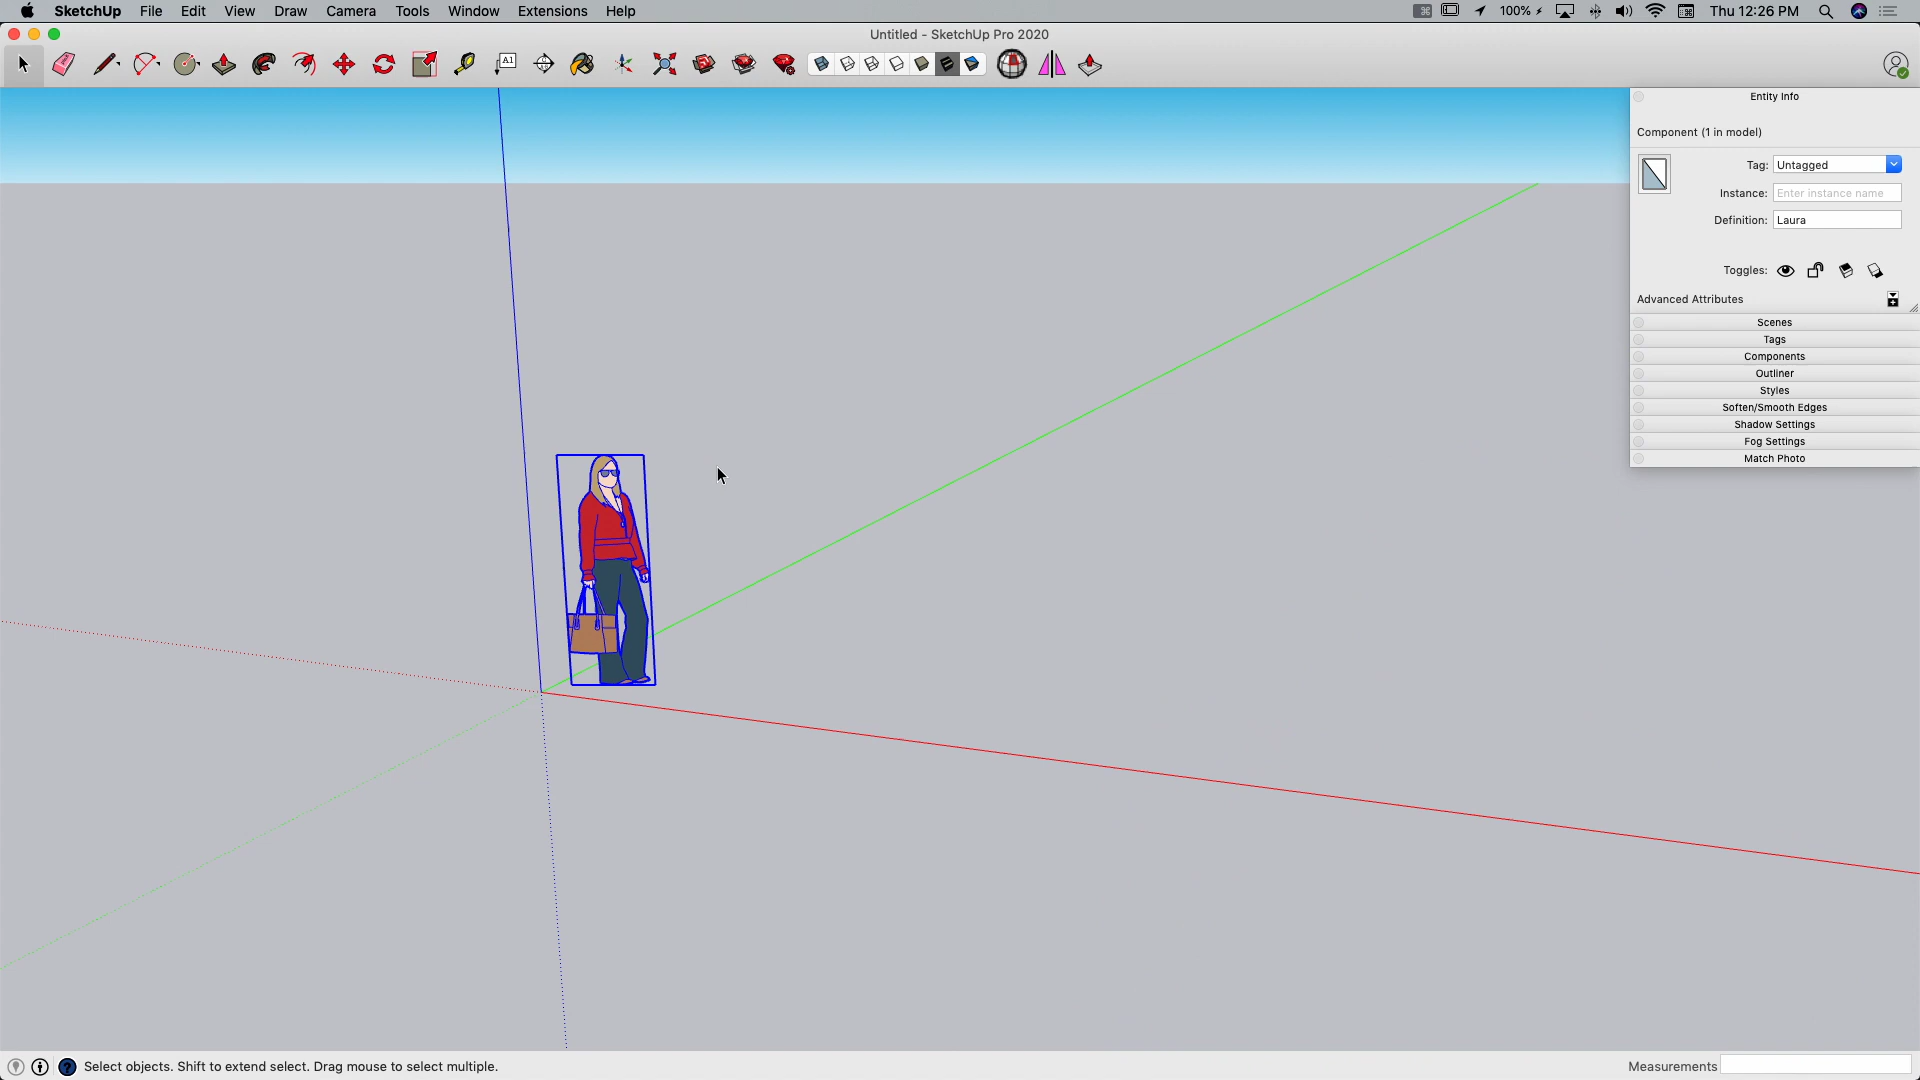 SketchUp File Edit View Draw Camera Tools Window Extensions Help 100% Thu 12:26 PM
Untitled - SketchUp Pro 2020
A1
Entity Info
Component (1 in model)
Tag: Untagged
Instance: Enter instance name
Definition: Laura
Toggles:
Advanced Attributes
Scenes
Tags
Components
Outliner
Styles
Soften/Smooth Edges
Shadow Settings
Fog Settings
Match Photo
Select objects. Shift to extend select. Drag mouse to select multiple. Measurements